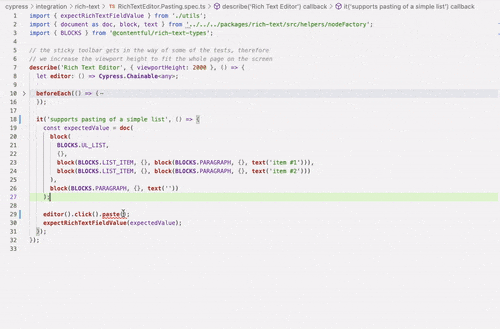 cypress > integration > rich-text > TS RichTextEditor.Pasting.spec.ts > describe('Rich Text Editor') callback > it('supports pasting of a simple list') callback
1 import { expectRichTextFieldValue } from './utils';
2 import { document as doc, block, text } from '../../../packages/rich-text/src/helpers/nodeFactory';
3 import { BLOCKS } from '@contentful/rich-text-types';
4
5 // the sticky toolbar gets in the way of some of the tests, therefore
6 // we increase the viewport height to fit the whole page on the screen
7 describe('Rich Text Editor', { viewportHeight: 2000 }, () => {
8 let editor: () => Cypress.Chainable<any>;
9
10 > beforeEach(() => {…
16 });
17
18 it('supports pasting of a simple list', () => {
19 const expectedValue = doc(
20 block(
21 BLOCKS.UL_LIST,
22 {},
23 block(BLOCKS.LIST_ITEM, {}, block(BLOCKS.PARAGRAPH, {}, text('item #1'))),
24 block(BLOCKS.LIST_ITEM, {}, block(BLOCKS.PARAGRAPH, {}, text('item #2')))
25 ),
26 block(BLOCKS.PARAGRAPH, {}, text(''))
27 );
28
29 editor().click().paste();
30 expectRichTextFieldValue(expectedValue);
31 });
32 });
33